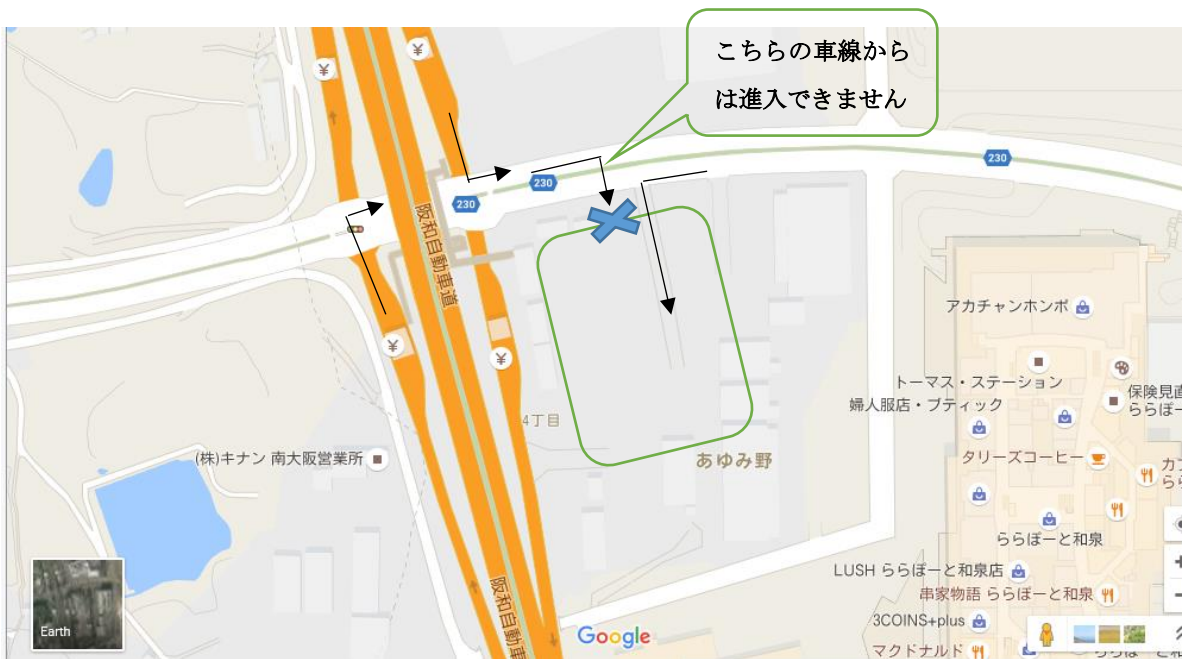 こちらの車線から
は進入できません
¥
¥
230
230
230
阪和自動車道
アカチャンホンポ
¥
¥
トーマス・ステーション
保険見直
ららぽー
婦人服店・ブティック
4丁目
(株)キナン 南大阪営業所
あゆみ野
タリーズコーヒー
カフ
らら
ららぽーと和泉
LUSH ららぽーと和泉店
阪和自動車
串家物語 ららぽーと和泉
3COINS+plus
Earth
Google
マクドナルド